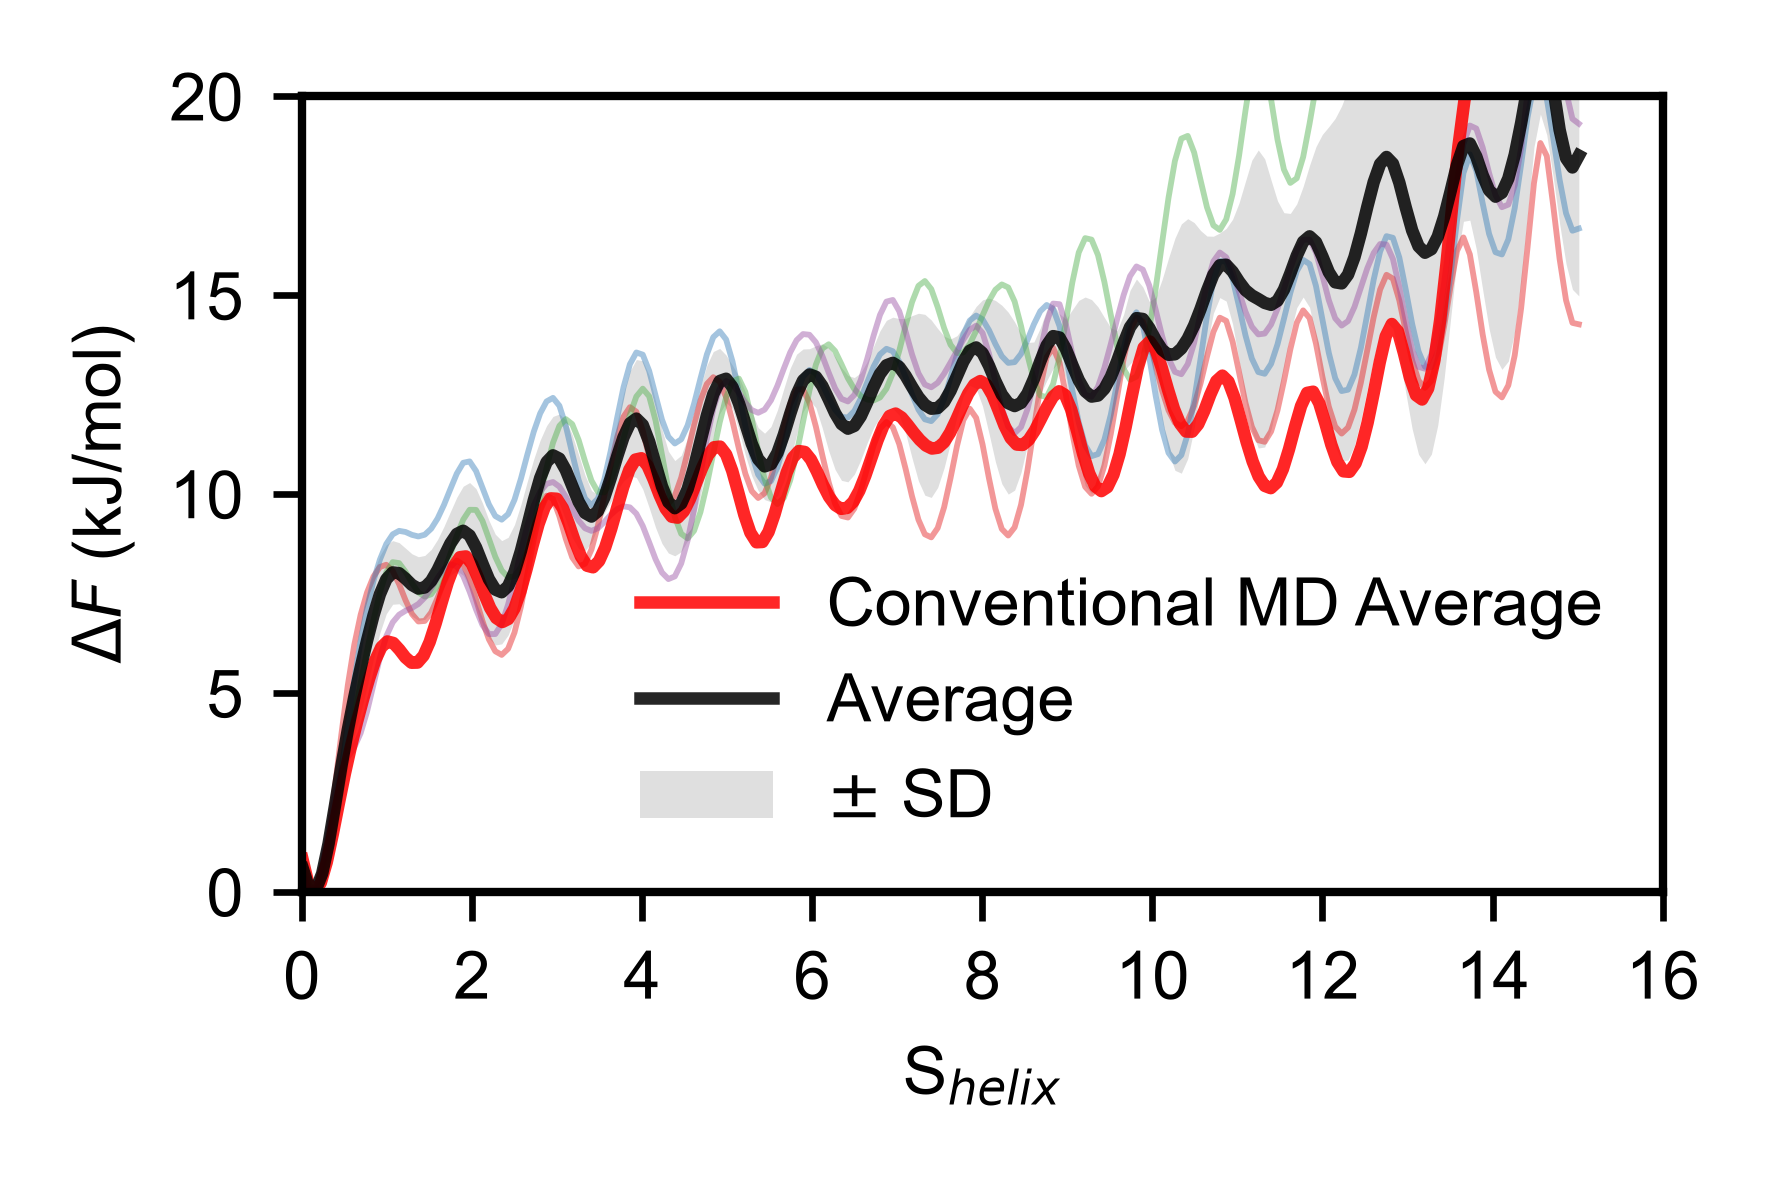 20
15
10
5
0
ΔF (kJ/mol)
Conventional MD Average
Average
± SD
0 2 4 6 8 10 12 14 16
S_helix